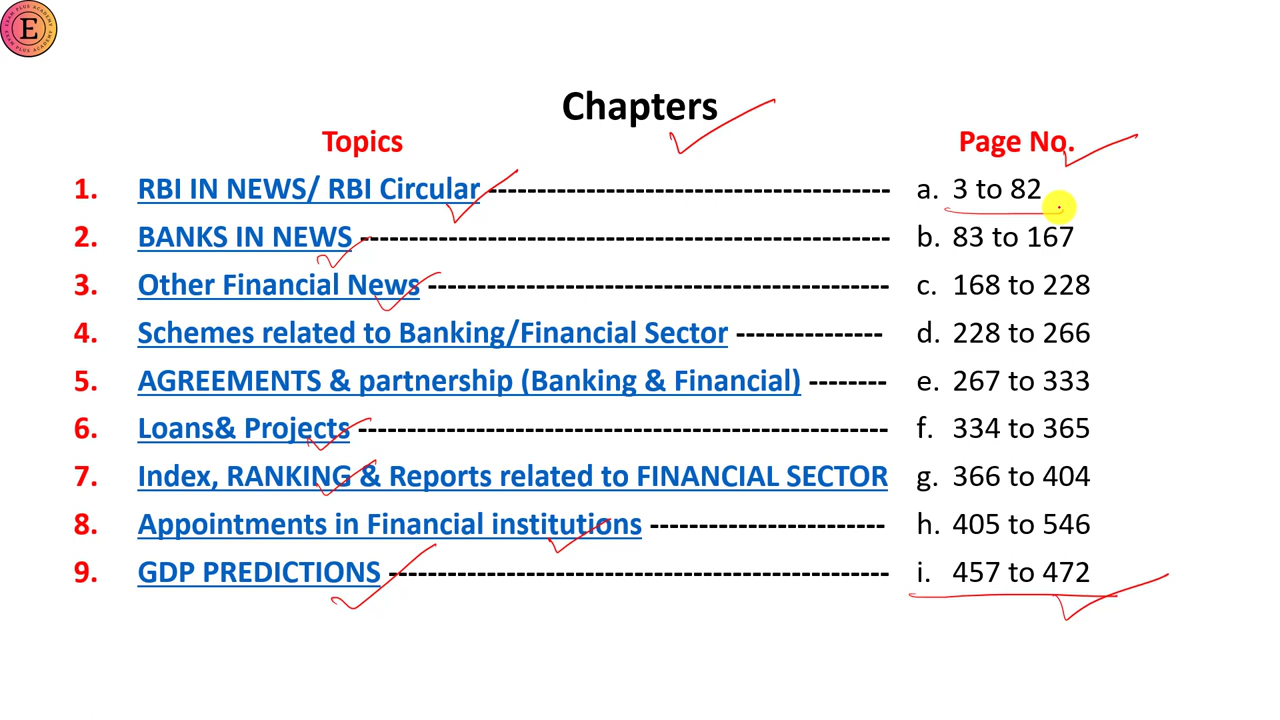 E
EXAM PLUS ACADEMY
Chapters
Topics Page No.
1. RBI IN NEWS/ RBI Circular ----------------------------------------- a. 3 to 82
2. BANKS IN NEWS ------------------------------------------------------ b. 83 to 167
3. Other Financial News ----------------------------------------------- c. 168 to 228
4. Schemes related to Banking/Financial Sector --------------- d. 228 to 266
5. AGREEMENTS & partnership (Banking & Financial) -------- e. 267 to 333
6. Loans& Projects ------------------------------------------------------ f. 334 to 365
7. Index, RANKING & Reports related to FINANCIAL SECTOR g. 366 to 404
8. Appointments in Financial institutions ------------------------ h. 405 to 546
9. GDP PREDICTIONS --------------------------------------------------- i. 457 to 472